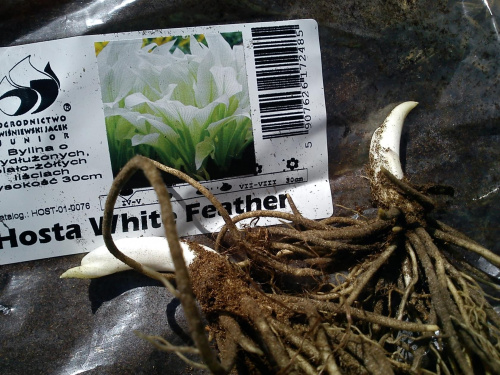 OGRODNICTWO
WIŚNIEWSKI JACEK
JUNIOR
®
Bylina o
wydłużonych,
biało-żółtych
liściach
wysokość 30cm
Katalog.: HOST-01-0076
IV-V
VII-VIII
30cm
Hosta White Feather
5907626172485